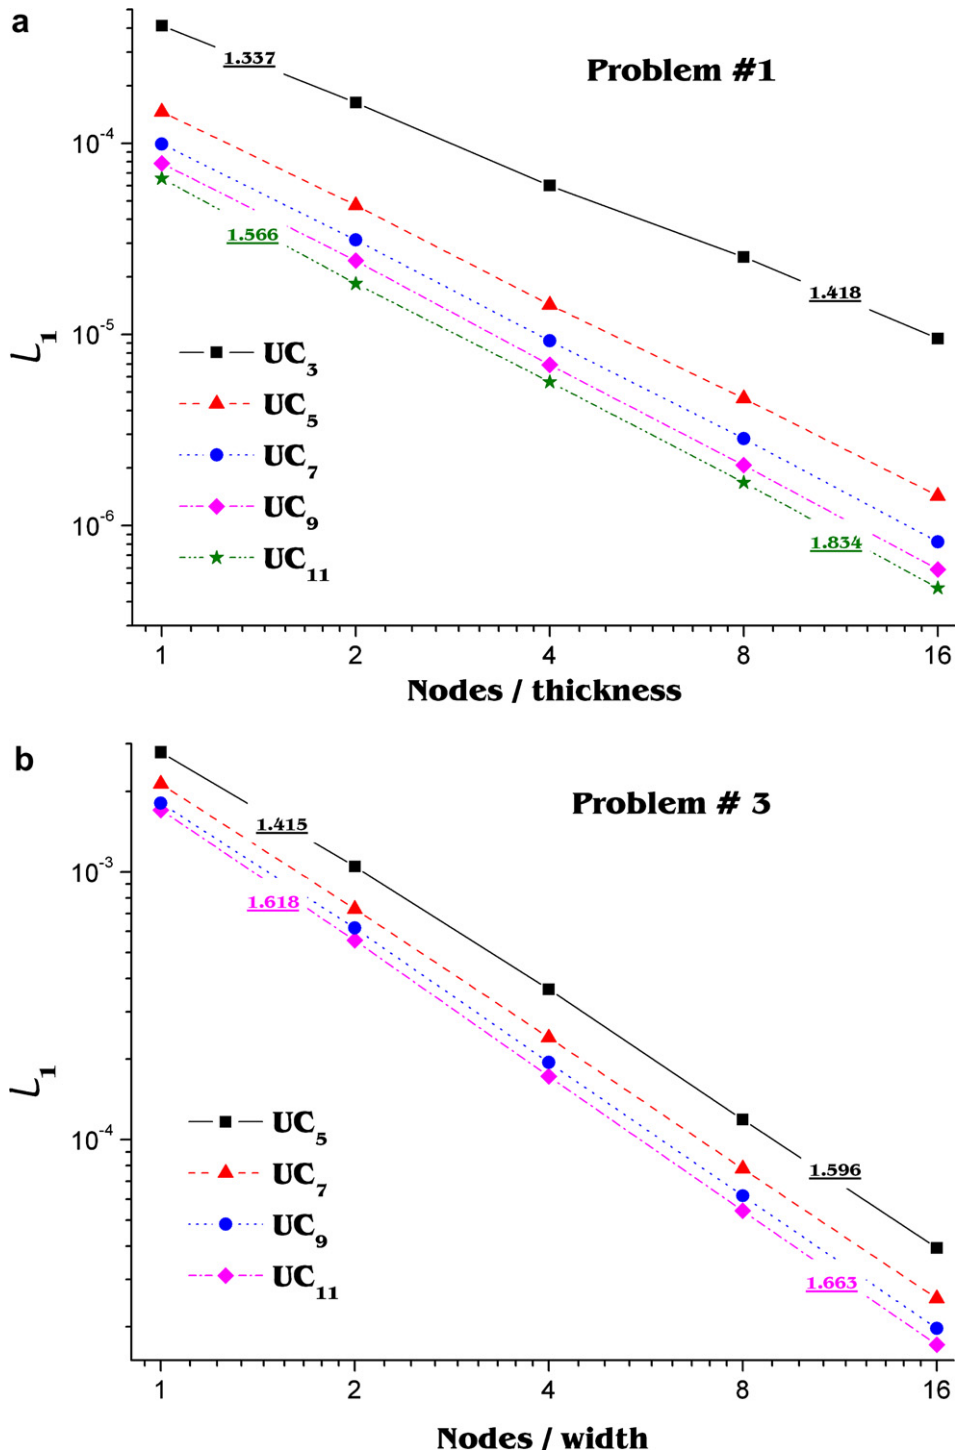 a
Problem #1
1.337
10⁻⁴
1.566
1.418
10⁻⁵
L₁
UC₃
UC₅
UC₇
UC₉
UC₁₁
10⁻⁶
1.834
1 2 4 8 16
Nodes / thickness
b
Problem # 3
1.415
10⁻³
1.618
L₁
10⁻⁴
UC₅
UC₇
UC₉
UC₁₁
1.596
1.663
1 2 4 8 16
Nodes / width